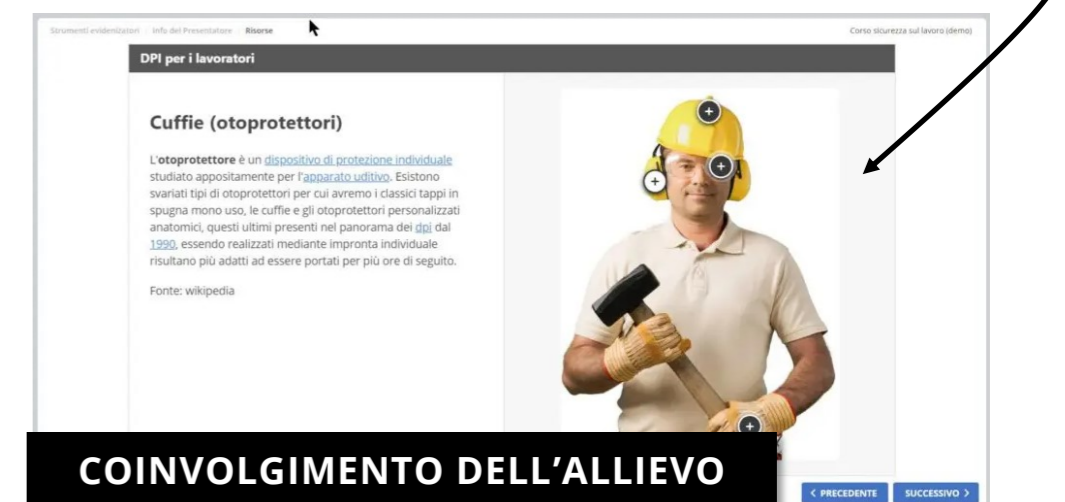 Strumenti evidenizatori / Info del Presentatore / Risorse
Corso sicurezza sul lavoro (demo)
DPI per i lavoratori
Cuffie (otoprotettori)
L'otoprotettore è un dispositivo di protezione individuale
studiato appositamente per l'apparato uditivo. Esistono
svariati tipi di otoprotettori per cui avremo i classici tappi in
spugna mono uso, le cuffie e gli otoprotettori personalizzati
anatomici, questi ultimi presenti nel panorama dei dpi dal
1990, essendo realizzati mediante impronta individuale
risultano più adatti ad essere portati per più ore di seguito.
Fonte: wikipedia
COINVOLGIMENTO DELL’ALLIEVO
< PRECEDENTE
SUCCESSIVO >